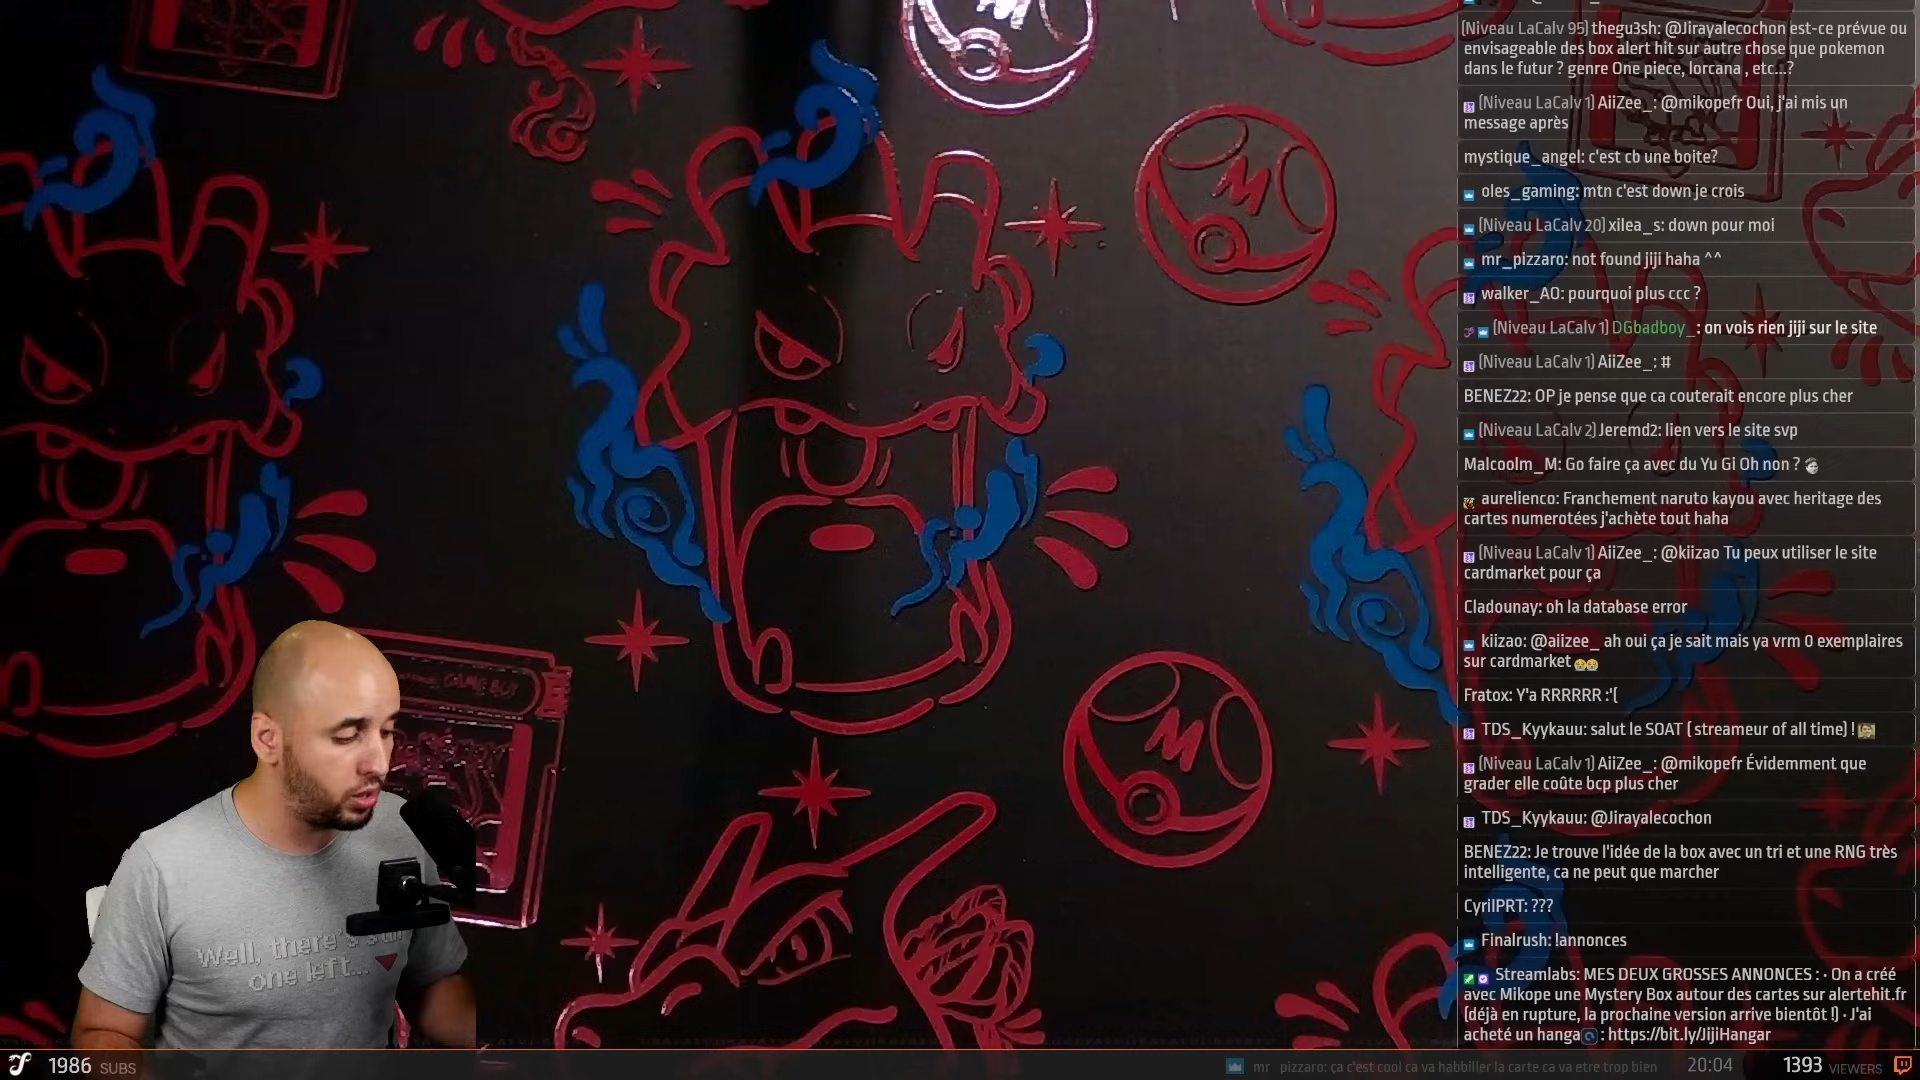 [Niveau LaCalv 95] thegu3sh: @Jirayalecochon est-ce prévue ou
envisageable des box alert hit sur autre chose que pokemon
dans le futur ? genre One piece, lorcana , etc...?
[Niveau LaCalv 1] AiiZee_: @mikopefr Oui, j'ai mis un
message après
mystique_angel: c'est cb une boite?
oles_gaming: mtn c'est down je crois
[Niveau LaCalv 20] xilea_s: down pour moi
mr_pizzaro: not found jiji haha ^^
walker_AO: pourquoi plus ccc ?
[Niveau LaCalv 1] DGbadboy_: on vois rien jiji sur le site
[Niveau LaCalv 1] AiiZee_: #
BENEZ22: OP je pense que ca couterait encore plus cher
[Niveau LaCalv 2] Jeremd2: lien vers le site svp
Malcoolm_M: Go faire ça avec du Yu Gi Oh non ?
aurelienco: Franchement naruto kayou avec heritage des
cartes numerotées j'achète tout haha
[Niveau LaCalv 1] AiiZee_: @kiizao Tu peux utiliser le site
cardmarket pour ça
Cladounay: oh la database error
kiizao: @aiizee_ ah oui ça je sait mais ya vrm 0 exemplaires
sur cardmarket 😭😭
Fratox: Y'a RRRRRR :'(
TDS_Kyykauu: salut le SOAT ( streameur of all time) !
[Niveau LaCalv 1] AiiZee_: @mikopefr Évidemment que
grader elle coûte bcp plus cher
TDS_Kyykauu: @Jirayalecochon
BENEZ22: Je trouve l'idée de la box avec un tri et une RNG très
intelligente, ca ne peut que marcher
CyrilPRT: ???
Finalrush: !annonces
Streamlabs: MES DEUX GROSSES ANNONCES : • On a créé
avec Mikope une Mystery Box autour des cartes sur alertehit.fr
(déjà en rupture, la prochaine version arrive bientôt !) • J'ai
acheté un hanga : https://bit.ly/JijiHangar
GAME BOY
M
M
Well, there's
one left...
1986 SUBS
mr_pizzaro: ça c'est cool ca va habbiller la carte ca va etre trop bien
20:04
1393 VIEWERS